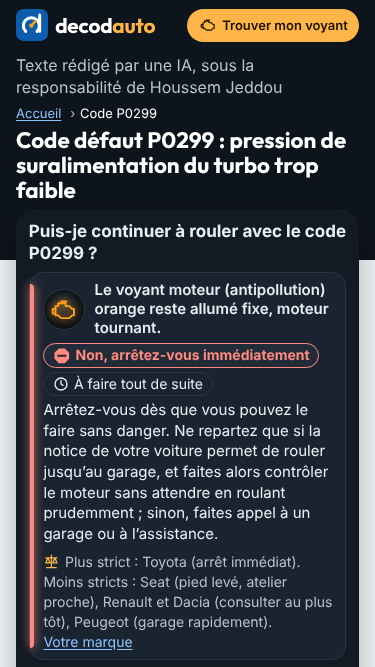 decodauto
Trouver mon voyant
Texte rédigé par une IA, sous la
responsabilité de Houssem Jeddou
Accueil › Code P0299
Code défaut P0299 : pression de
suralimentation du turbo trop
faible
Puis-je continuer à rouler avec le code
P0299 ?
Le voyant moteur (antipollution)
orange reste allumé fixe, moteur
tournant.
Non, arrêtez-vous immédiatement
À faire tout de suite
Arrêtez-vous dès que vous pouvez le
faire sans danger. Ne repartez que si la
notice de votre voiture permet de rouler
jusqu’au garage, et faites alors contrôler
le moteur sans attendre en roulant
prudemment ; sinon, faites appel à un
garage ou à l’assistance.
Plus strict : Toyota (arrêt immédiat).
Moins stricts : Seat (pied levé, atelier
proche), Renault et Dacia (consulter au plus
tôt), Peugeot (garage rapidement).
Votre marque